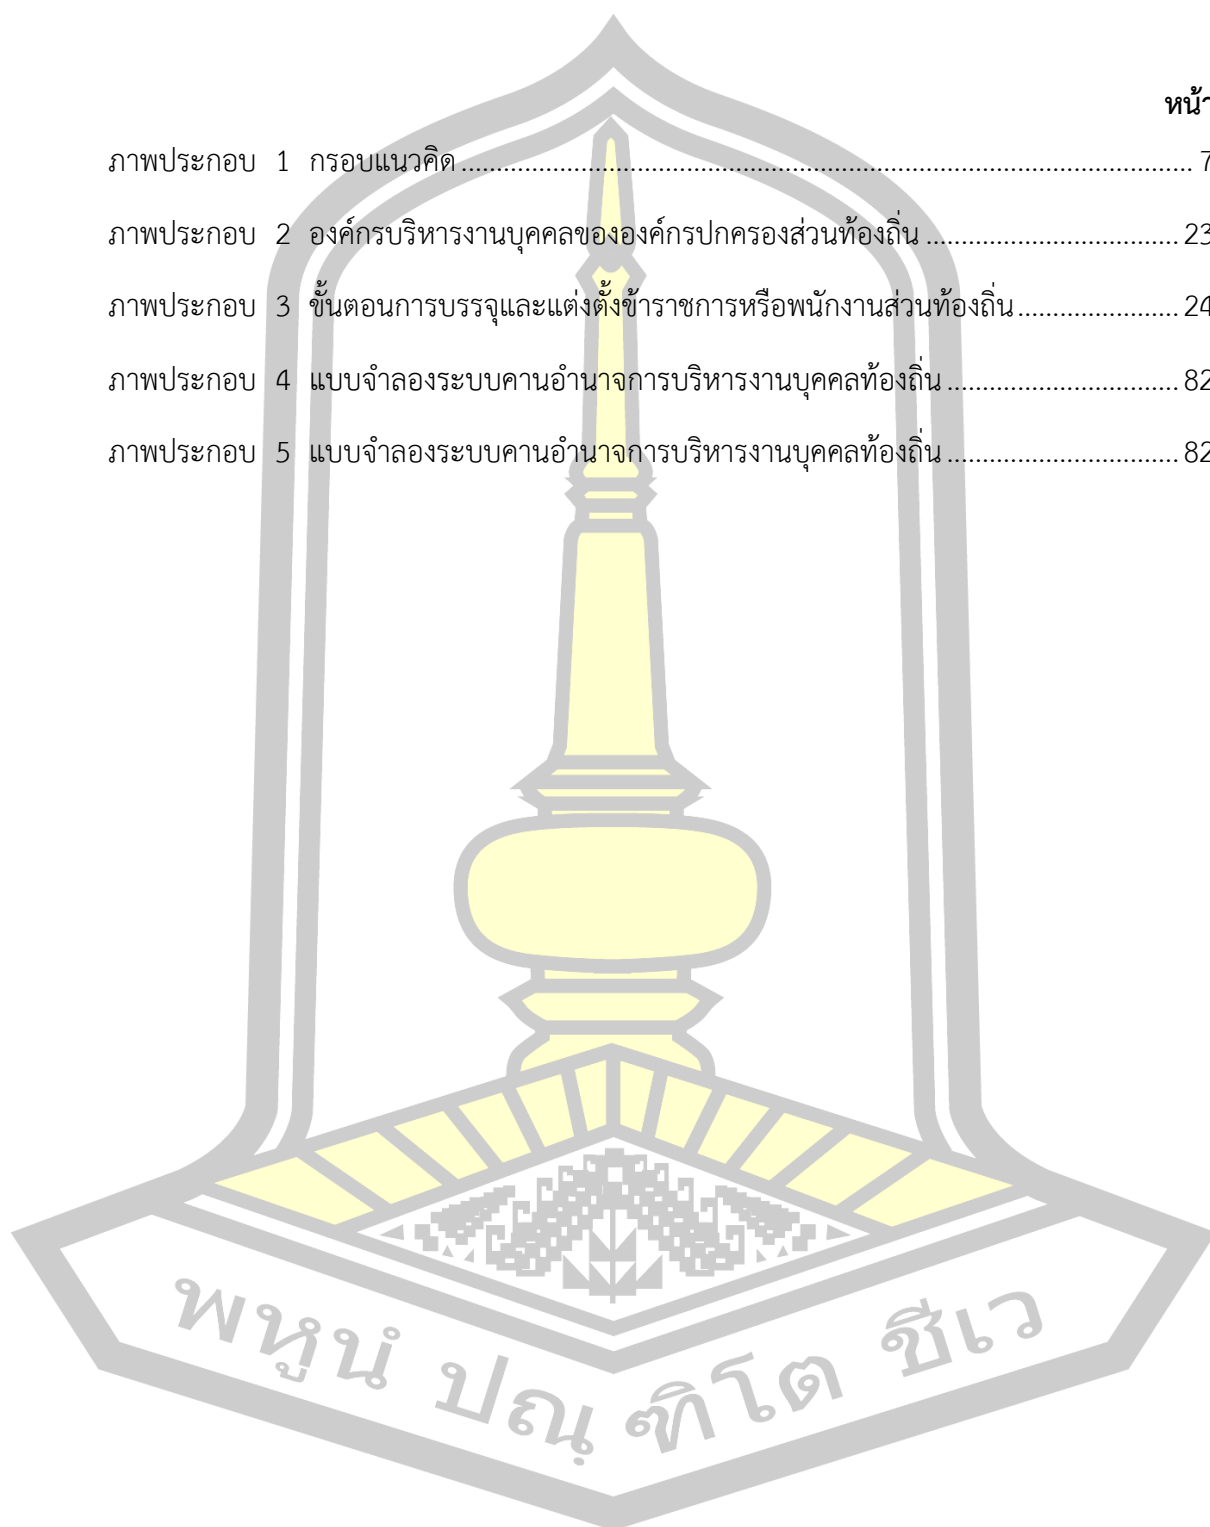 หน้า
ภาพประกอบ 1 กรอบแนวคิด ........................................................................................................ 7
ภาพประกอบ 2 องค์กรบริหารงานบุคคลขององค์กรปกครองส่วนท้องถิ่น .................................... 23
ภาพประกอบ 3 ขั้นตอนการบรรจุและแต่งตั้งข้าราชการหรือพนักงานส่วนท้องถิ่น ....................... 24
ภาพประกอบ 4 แบบจำลองระบบคานอำนาจการบริหารงานบุคคลท้องถิ่น ................................. 82
ภาพประกอบ 5 แบบจำลองระบบคานอำนาจการบริหารงานบุคคลท้องถิ่น ................................. 82
พหูนํ ปณฺ ฑิโต ชีเว